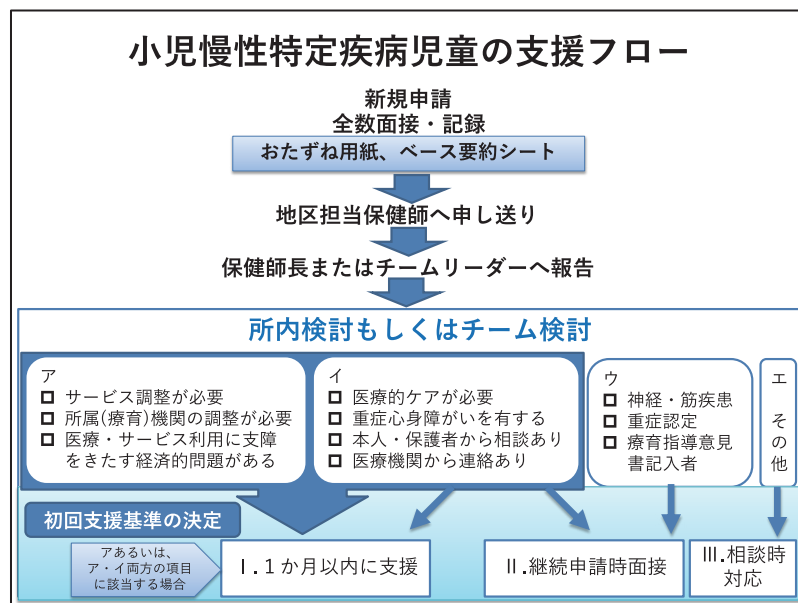 小児慢性特定疾病児童の支援フロー
新規申請
全数面接・記録
おたずね用紙、ベース要約シート
地区担当保健師へ申し送り
保健師長またはチームリーダーへ報告
所内検討もしくはチーム検討
ア
サービス調整が必要
所属(療育)機関の調整が必要
医療・サービス利用に支障
をきたす経済的問題がある
イ
医療的ケアが必要
重症心身障がいを有する
本人・保護者から相談あり
医療機関から連絡あり
ウ
神経・筋疾患
重症認定
療育指導意見
書記入者
エ その他
初回支援基準の決定
アあるいは、
ア・イ両方の項目
に該当する場合
Ⅰ.1か月以内に支援
Ⅱ.継続申請時面接
Ⅲ.相談時
対応